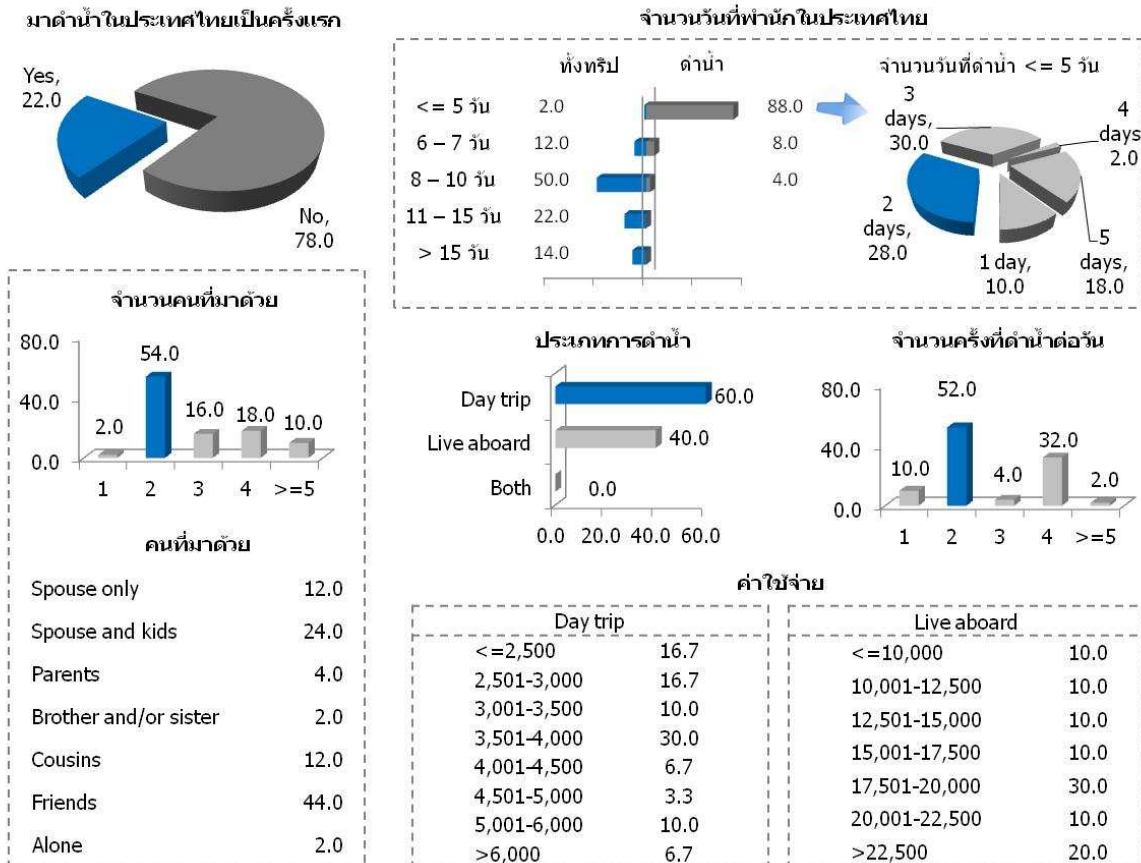 มาดำน้ำในประเทศไทยเป็นครั้งแรก
Yes,
22.0
No,
78.0
จำนวนวันที่พำนักในประเทศไทย
ทั้งทริป ดำน้ำ
<= 5 วัน 2.0 88.0
6 – 7 วัน 12.0 8.0
8 – 10 วัน 50.0 4.0
11 – 15 วัน 22.0
> 15 วัน 14.0
จำนวนวันที่ดำน้ำ <= 5 วัน
3
days,
30.0
4
days
2.0
2
days,
28.0
1 day,
10.0
5
days,
18.0
จำนวนคนที่มาด้วย
80.0
40.0
0.0
2.0 54.0 16.0 18.0 10.0
1 2 3 4 >=5
ประเภทการดำน้ำ
Day trip 60.0
Live aboard 40.0
Both 0.0
0.0 20.0 40.0 60.0
จำนวนครั้งที่ดำน้ำต่อวัน
80.0
40.0
0.0
10.0 52.0 4.0 32.0 2.0
1 2 3 4 >=5
คนที่มาด้วย
Spouse only 12.0
Spouse and kids 24.0
Parents 4.0
Brother and/or sister 2.0
Cousins 12.0
Friends 44.0
Alone 2.0
ค่าใช้จ่าย
Day trip
<=2,500 16.7
2,501-3,000 16.7
3,001-3,500 10.0
3,501-4,000 30.0
4,001-4,500 6.7
4,501-5,000 3.3
5,001-6,000 10.0
>6,000 6.7
Live aboard
<=10,000 10.0
10,001-12,500 10.0
12,501-15,000 10.0
15,001-17,500 10.0
17,501-20,000 30.0
20,001-22,500 10.0
>22,500 20.0